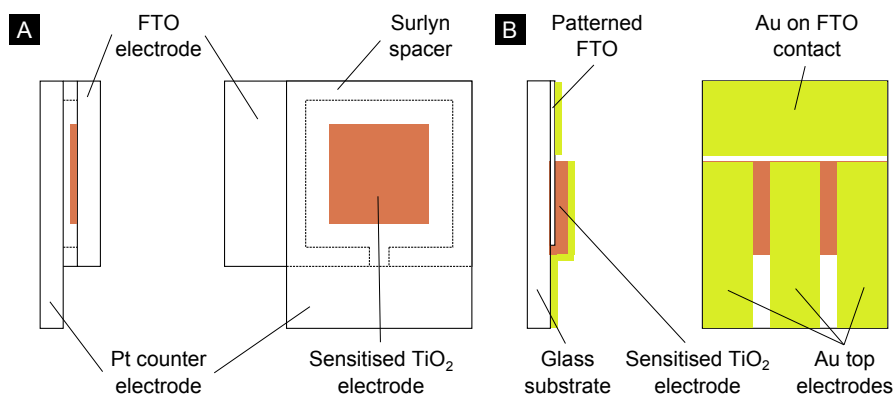 A
FTO
electrode
Surlyn
spacer
Pt counter
electrode
Sensitised TiO₂
electrode
B
Patterned
FTO
Au on FTO
contact
Glass
substrate
Sensitised TiO₂
electrode
Au top
electrodes